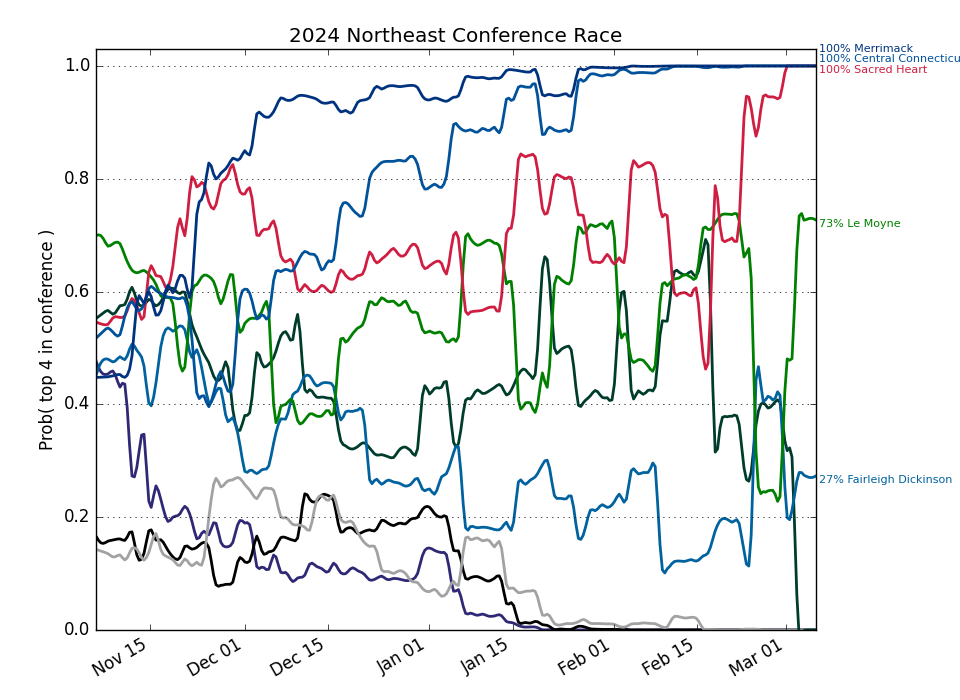 2024 Northeast Conference Race
100% Merrimack
100% Central Connecticu
100% Sacred Heart
73% Le Moyne
27% Fairleigh Dickinson
Prob( top 4 in conference )
1.0
0.8
0.6
0.4
0.2
0.0
Nov 15
Dec 01
Dec 15
Jan 01
Jan 15
Feb 01
Feb 15
Mar 01